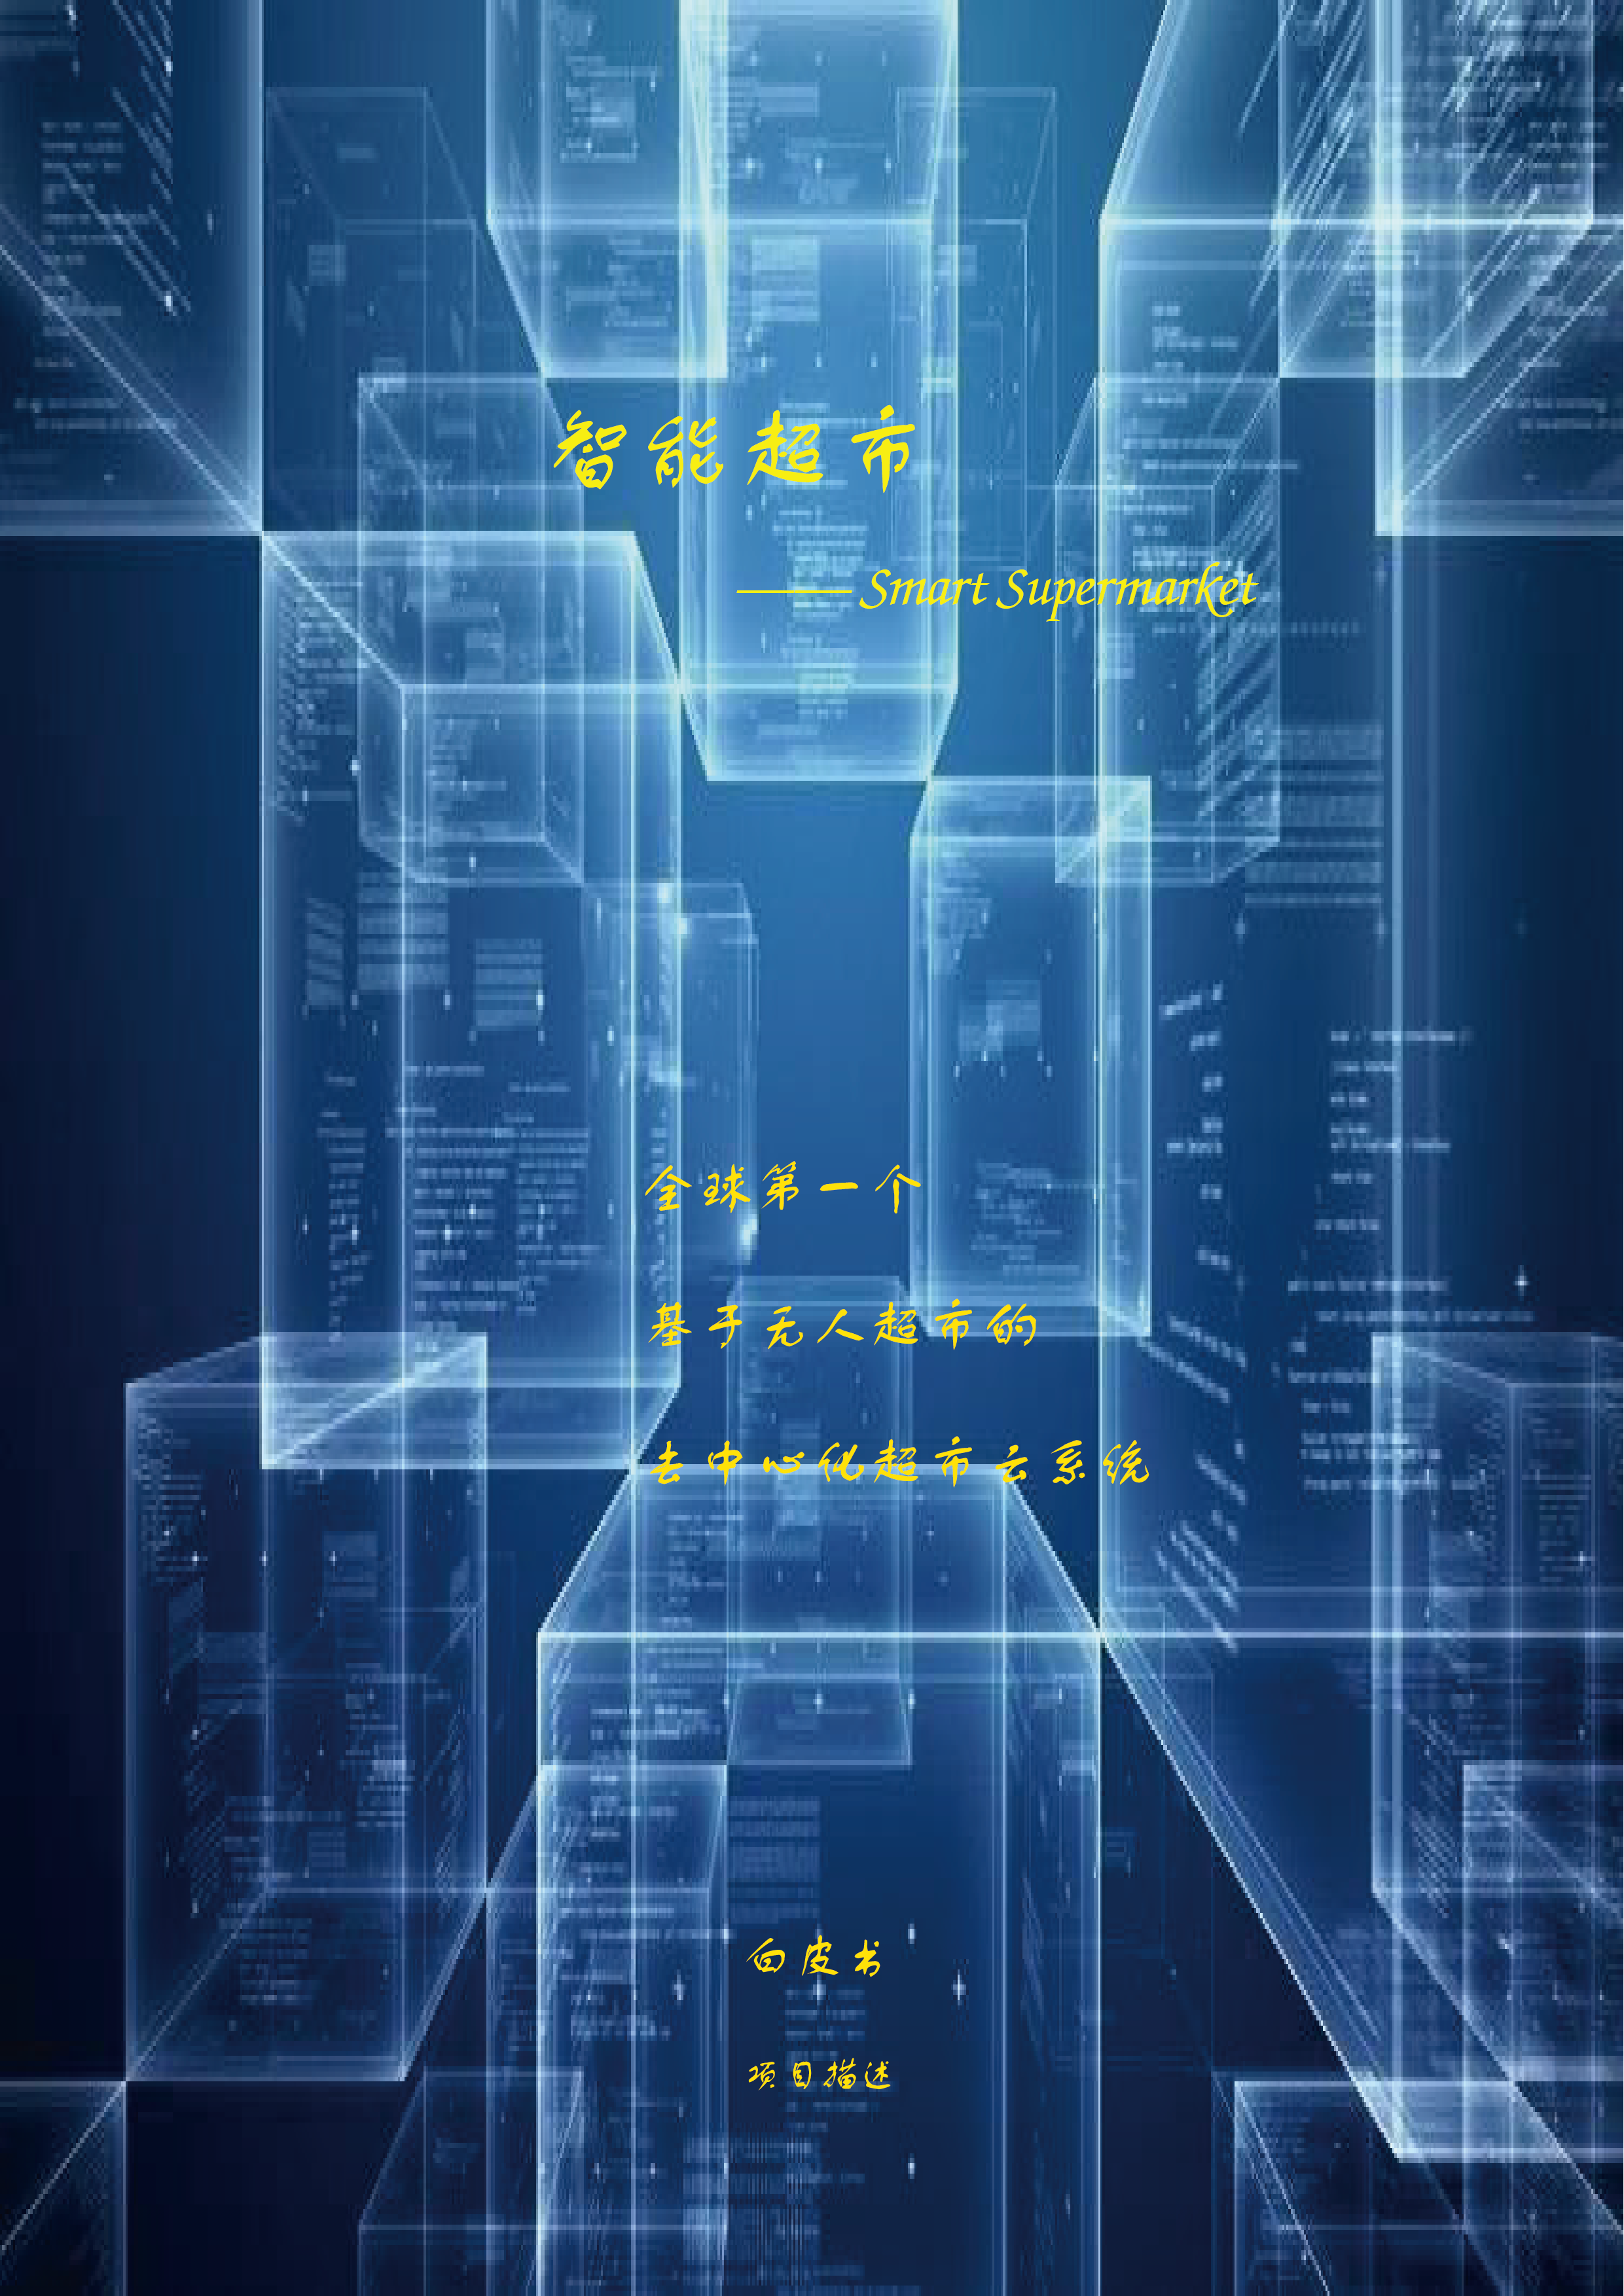 智能超市
——— Smart Supermarket
全球第一个
基于无人超市的
去中心化超市云系统
白皮书
项目描述